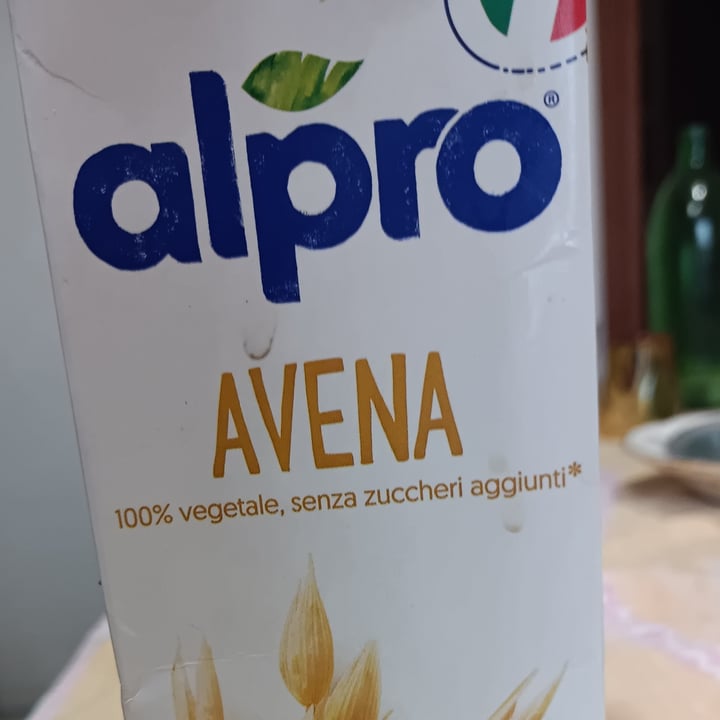 alpro®
AVENA
100% vegetale, senza zuccheri aggiunti*